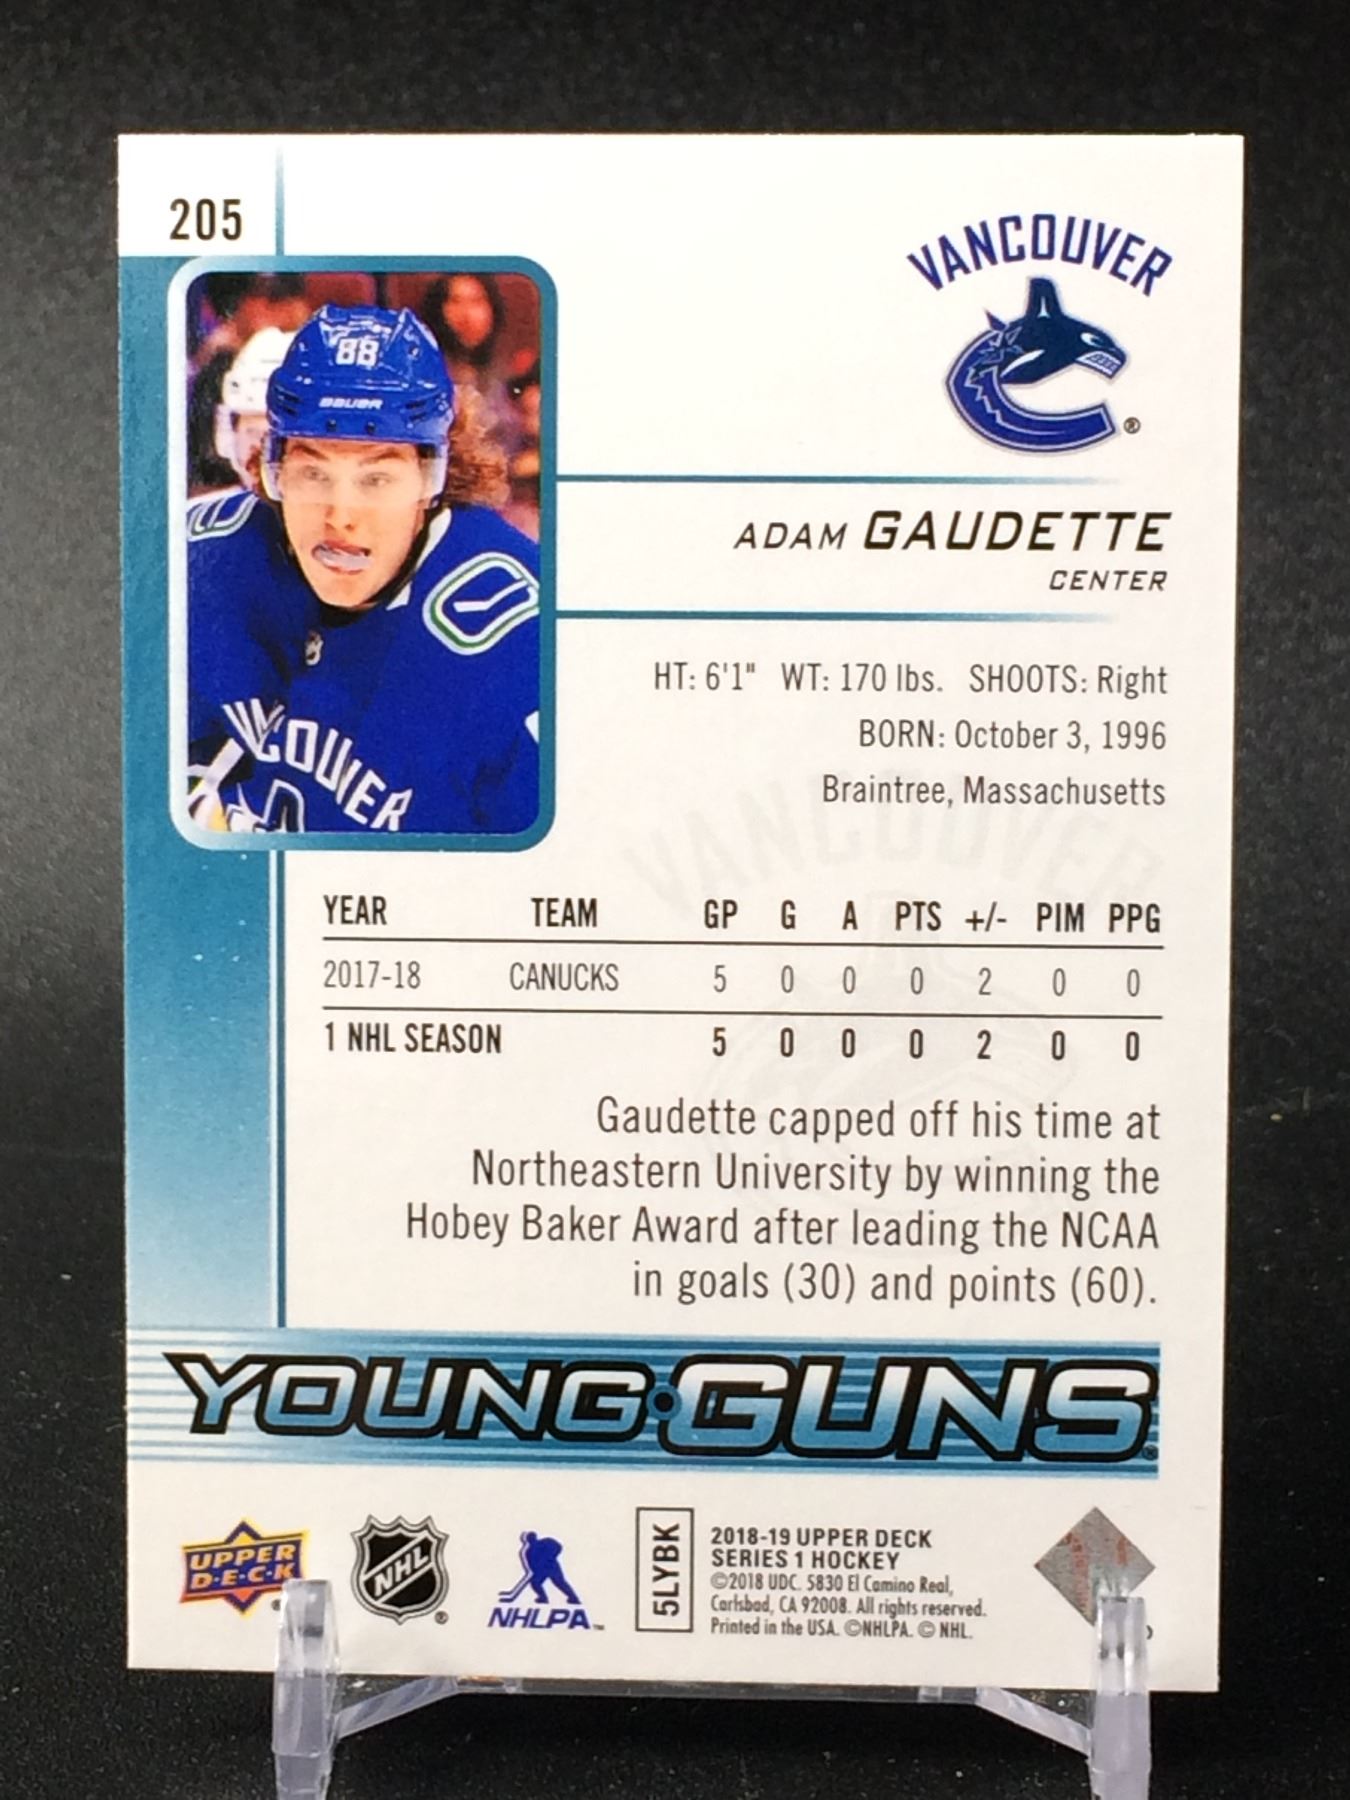 205
VANCOUVER
®
88
BAUER
VANCOUVER
ADAM GAUDETTE
CENTER
HT: 6'1" WT: 170 lbs. SHOOTS: Right
BORN: October 3, 1996
Braintree, Massachusetts
VANCOUVER
YEAR TEAM GP G A PTS +/- PIM PPG
2017-18 CANUCKS 5 0 0 0 2 0 0
1 NHL SEASON 5 0 0 0 2 0 0
Gaudette capped off his time at
Northeastern University by winning the
Hobey Baker Award after leading the NCAA
in goals (30) and points (60).
YOUNG·GUNS®
UPPER
D·E·C·K
NHL®
NHLPA™
5LYBK
2018-19 UPPER DECK
SERIES 1 HOCKEY
©2018 UDC. 5830 El Camino Real,
Carlsbad, CA 92008. All rights reserved.
Printed in the USA. ©NHLPA. © NHL.